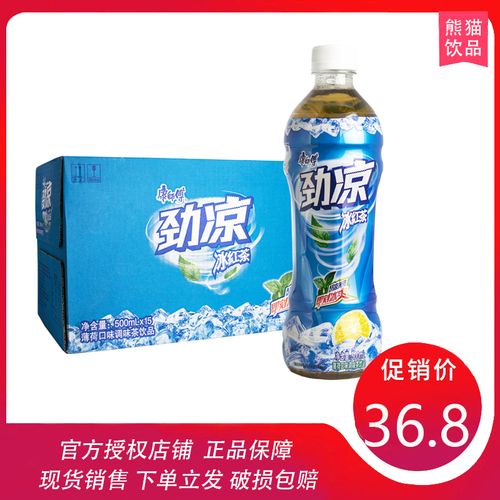 熊猫
饮品
康师傅
劲凉
冰红茶
净含量：500mL×15
薄荷口味调味茶饮品
康师傅
劲凉
冰红茶
促销价
36.8
官方授权店铺 正品保障
现货销售 下单立发 破损包赔